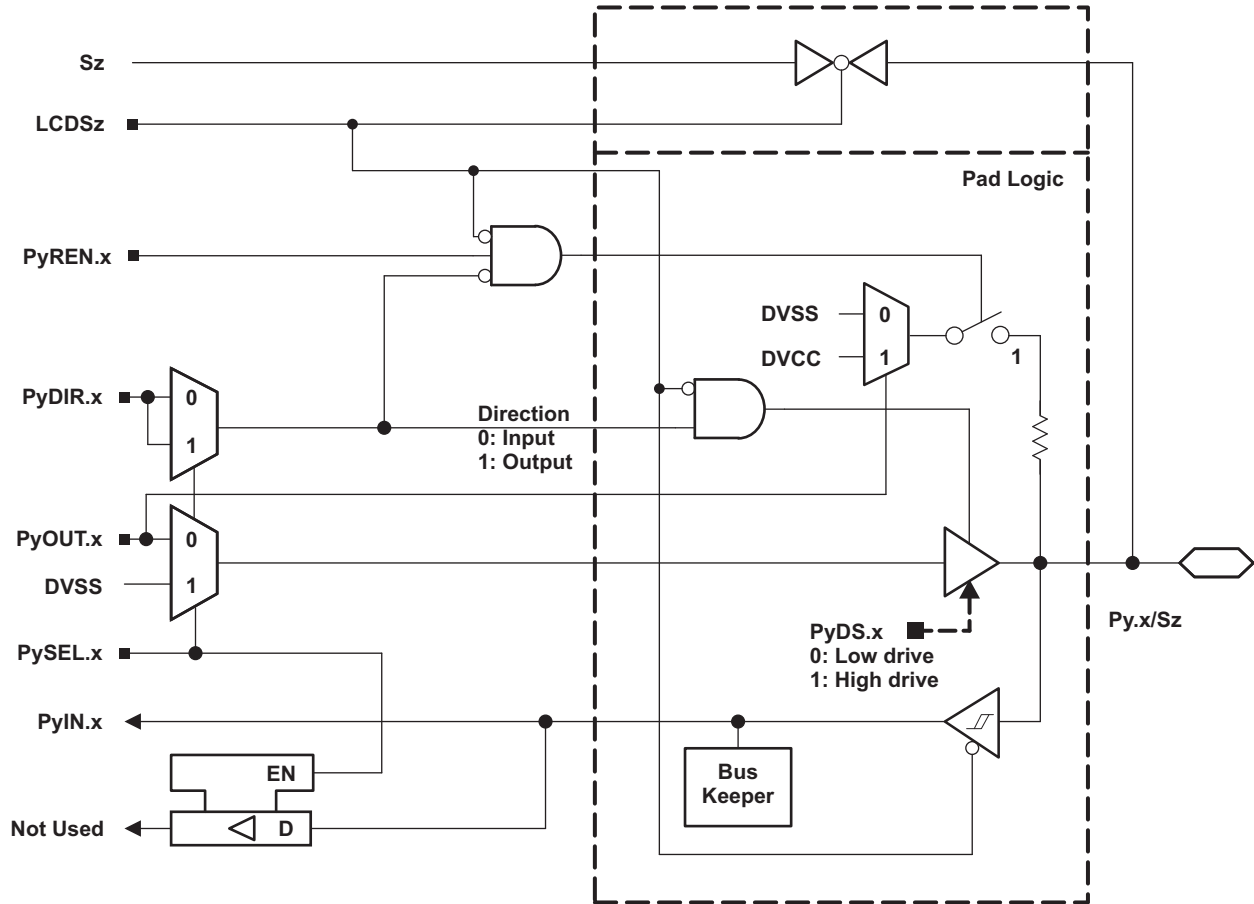 Sz
LCDSz
Pad Logic
PyREN.x
DVSS
0
DVCC
1
1
PyDIR.x
0
1
Direction
0: Input
1: Output
PyOUT.x
0
DVSS
1
PyDS.x
0: Low drive
1: High drive
Py.x/Sz
PySEL.x
PyIN.x
EN
Bus
Keeper
Not Used
D